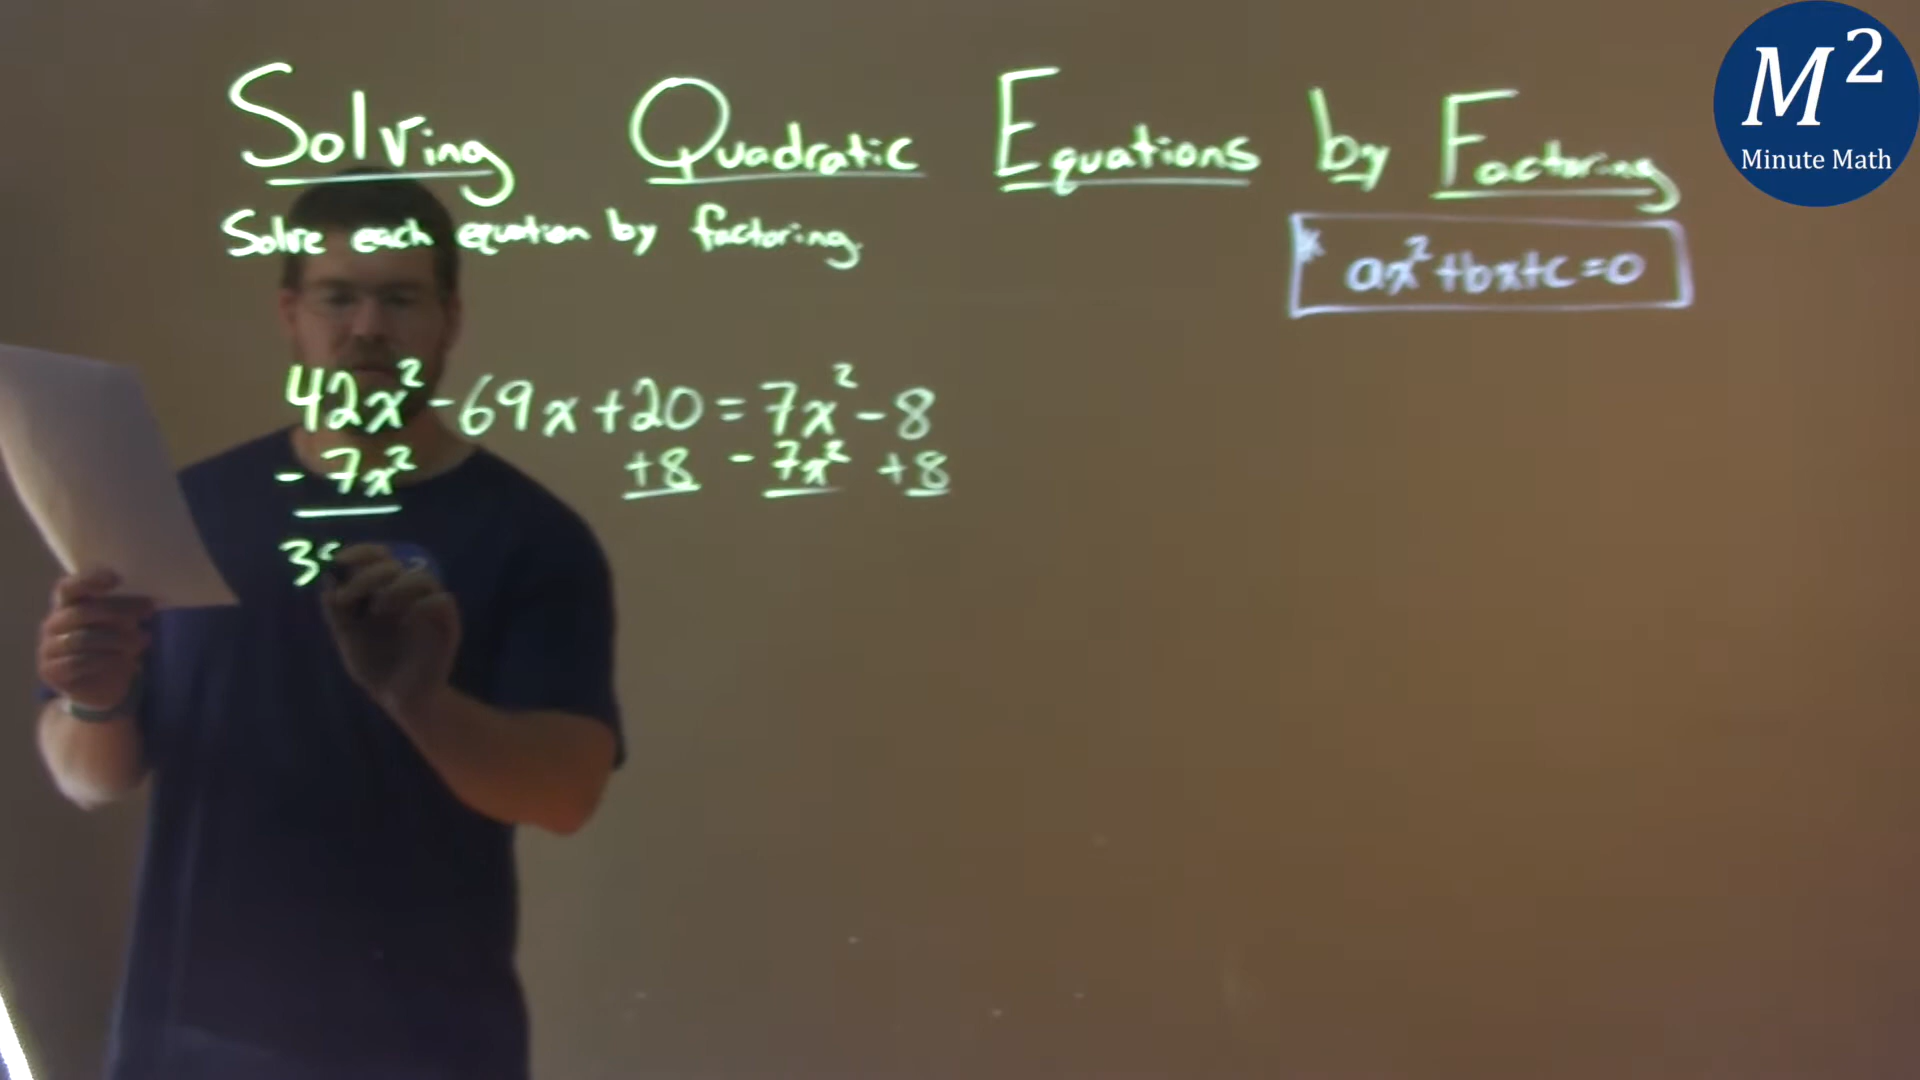 M²
Minute Math
Solving Quadratic Equations by Factoring
Solve each equation by factoring.
* ax²+bx+c=0
42x²-69x+20=7x²-8
-7x² +8 -7x² +8